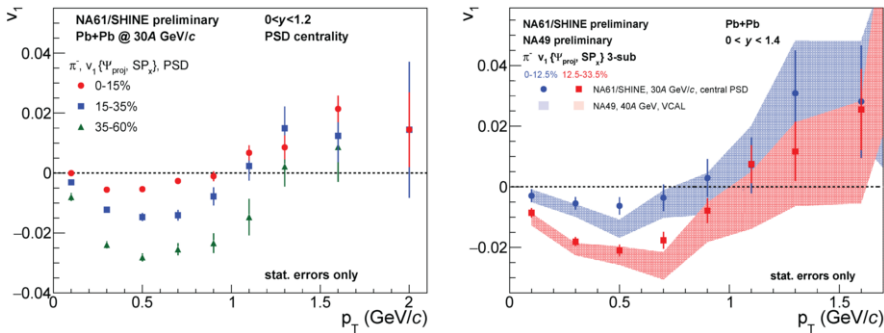 v₁
0.04
0.02
0
−0.02
−0.04
NA61/SHINE preliminary 0<y<1.2
Pb+Pb @ 30A GeV/c PSD centrality
π⁻, v₁{Ψproj, SPx}, PSD
0-15%
15-35%
35-60%
stat. errors only
0 0.5 1 1.5 2
pT (GeV/c)
v₁
0.04
0.02
0
−0.02
NA61/SHINE preliminary Pb+Pb
NA49 preliminary 0 < y < 1.4
π⁻ v₁{Ψproj, SPx} 3-sub
0-12.5% 12.5-33.5%
NA61/SHINE, 30A GeV/c, central PSD
NA49, 40A GeV, VCAL
stat. errors only
0 0.5 1 1.5
pT (GeV/c)